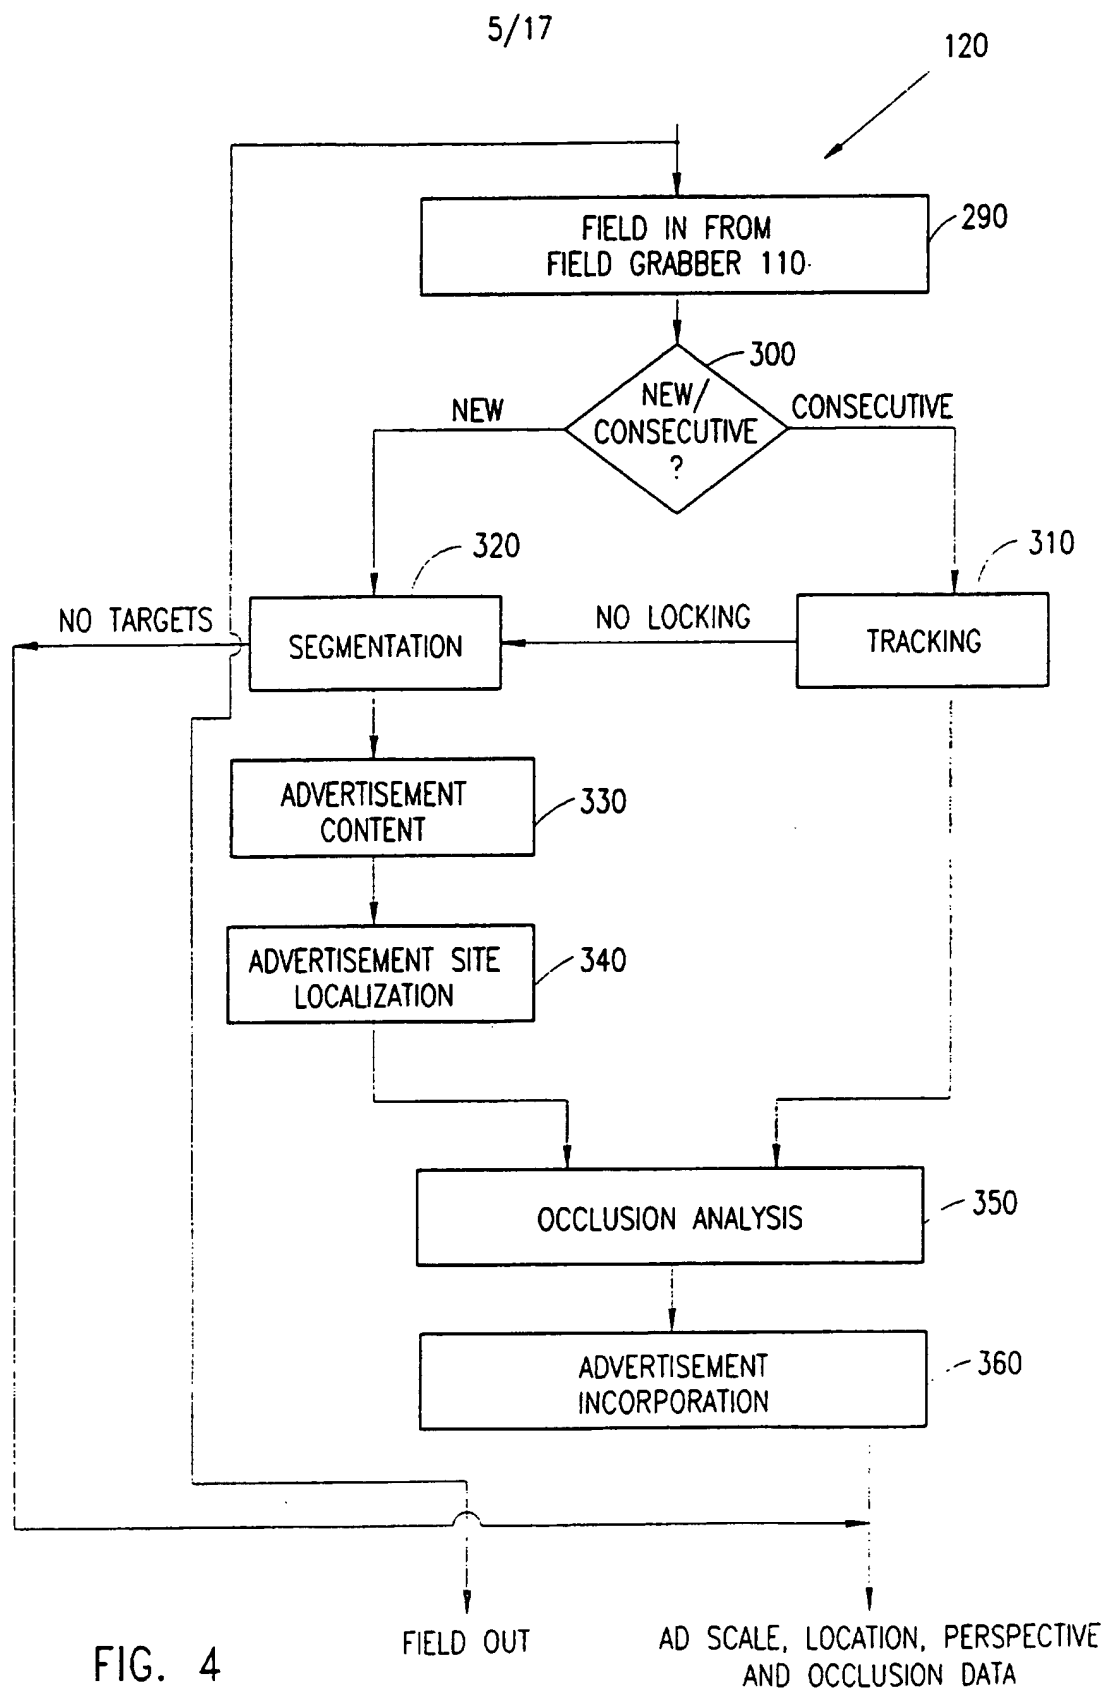 5/17
120
FIELD IN FROM
FIELD GRABBER 110
290
300
NEW/
CONSECUTIVE
?
NEW
CONSECUTIVE
320
310
NO TARGETS
SEGMENTATION
NO LOCKING
TRACKING
ADVERTISEMENT
CONTENT
330
ADVERTISEMENT SITE
LOCALIZATION
340
OCCLUSION ANALYSIS
350
ADVERTISEMENT
INCORPORATION
360
FIELD OUT
AD SCALE, LOCATION, PERSPECTIVE
AND OCCLUSION DATA
FIG. 4